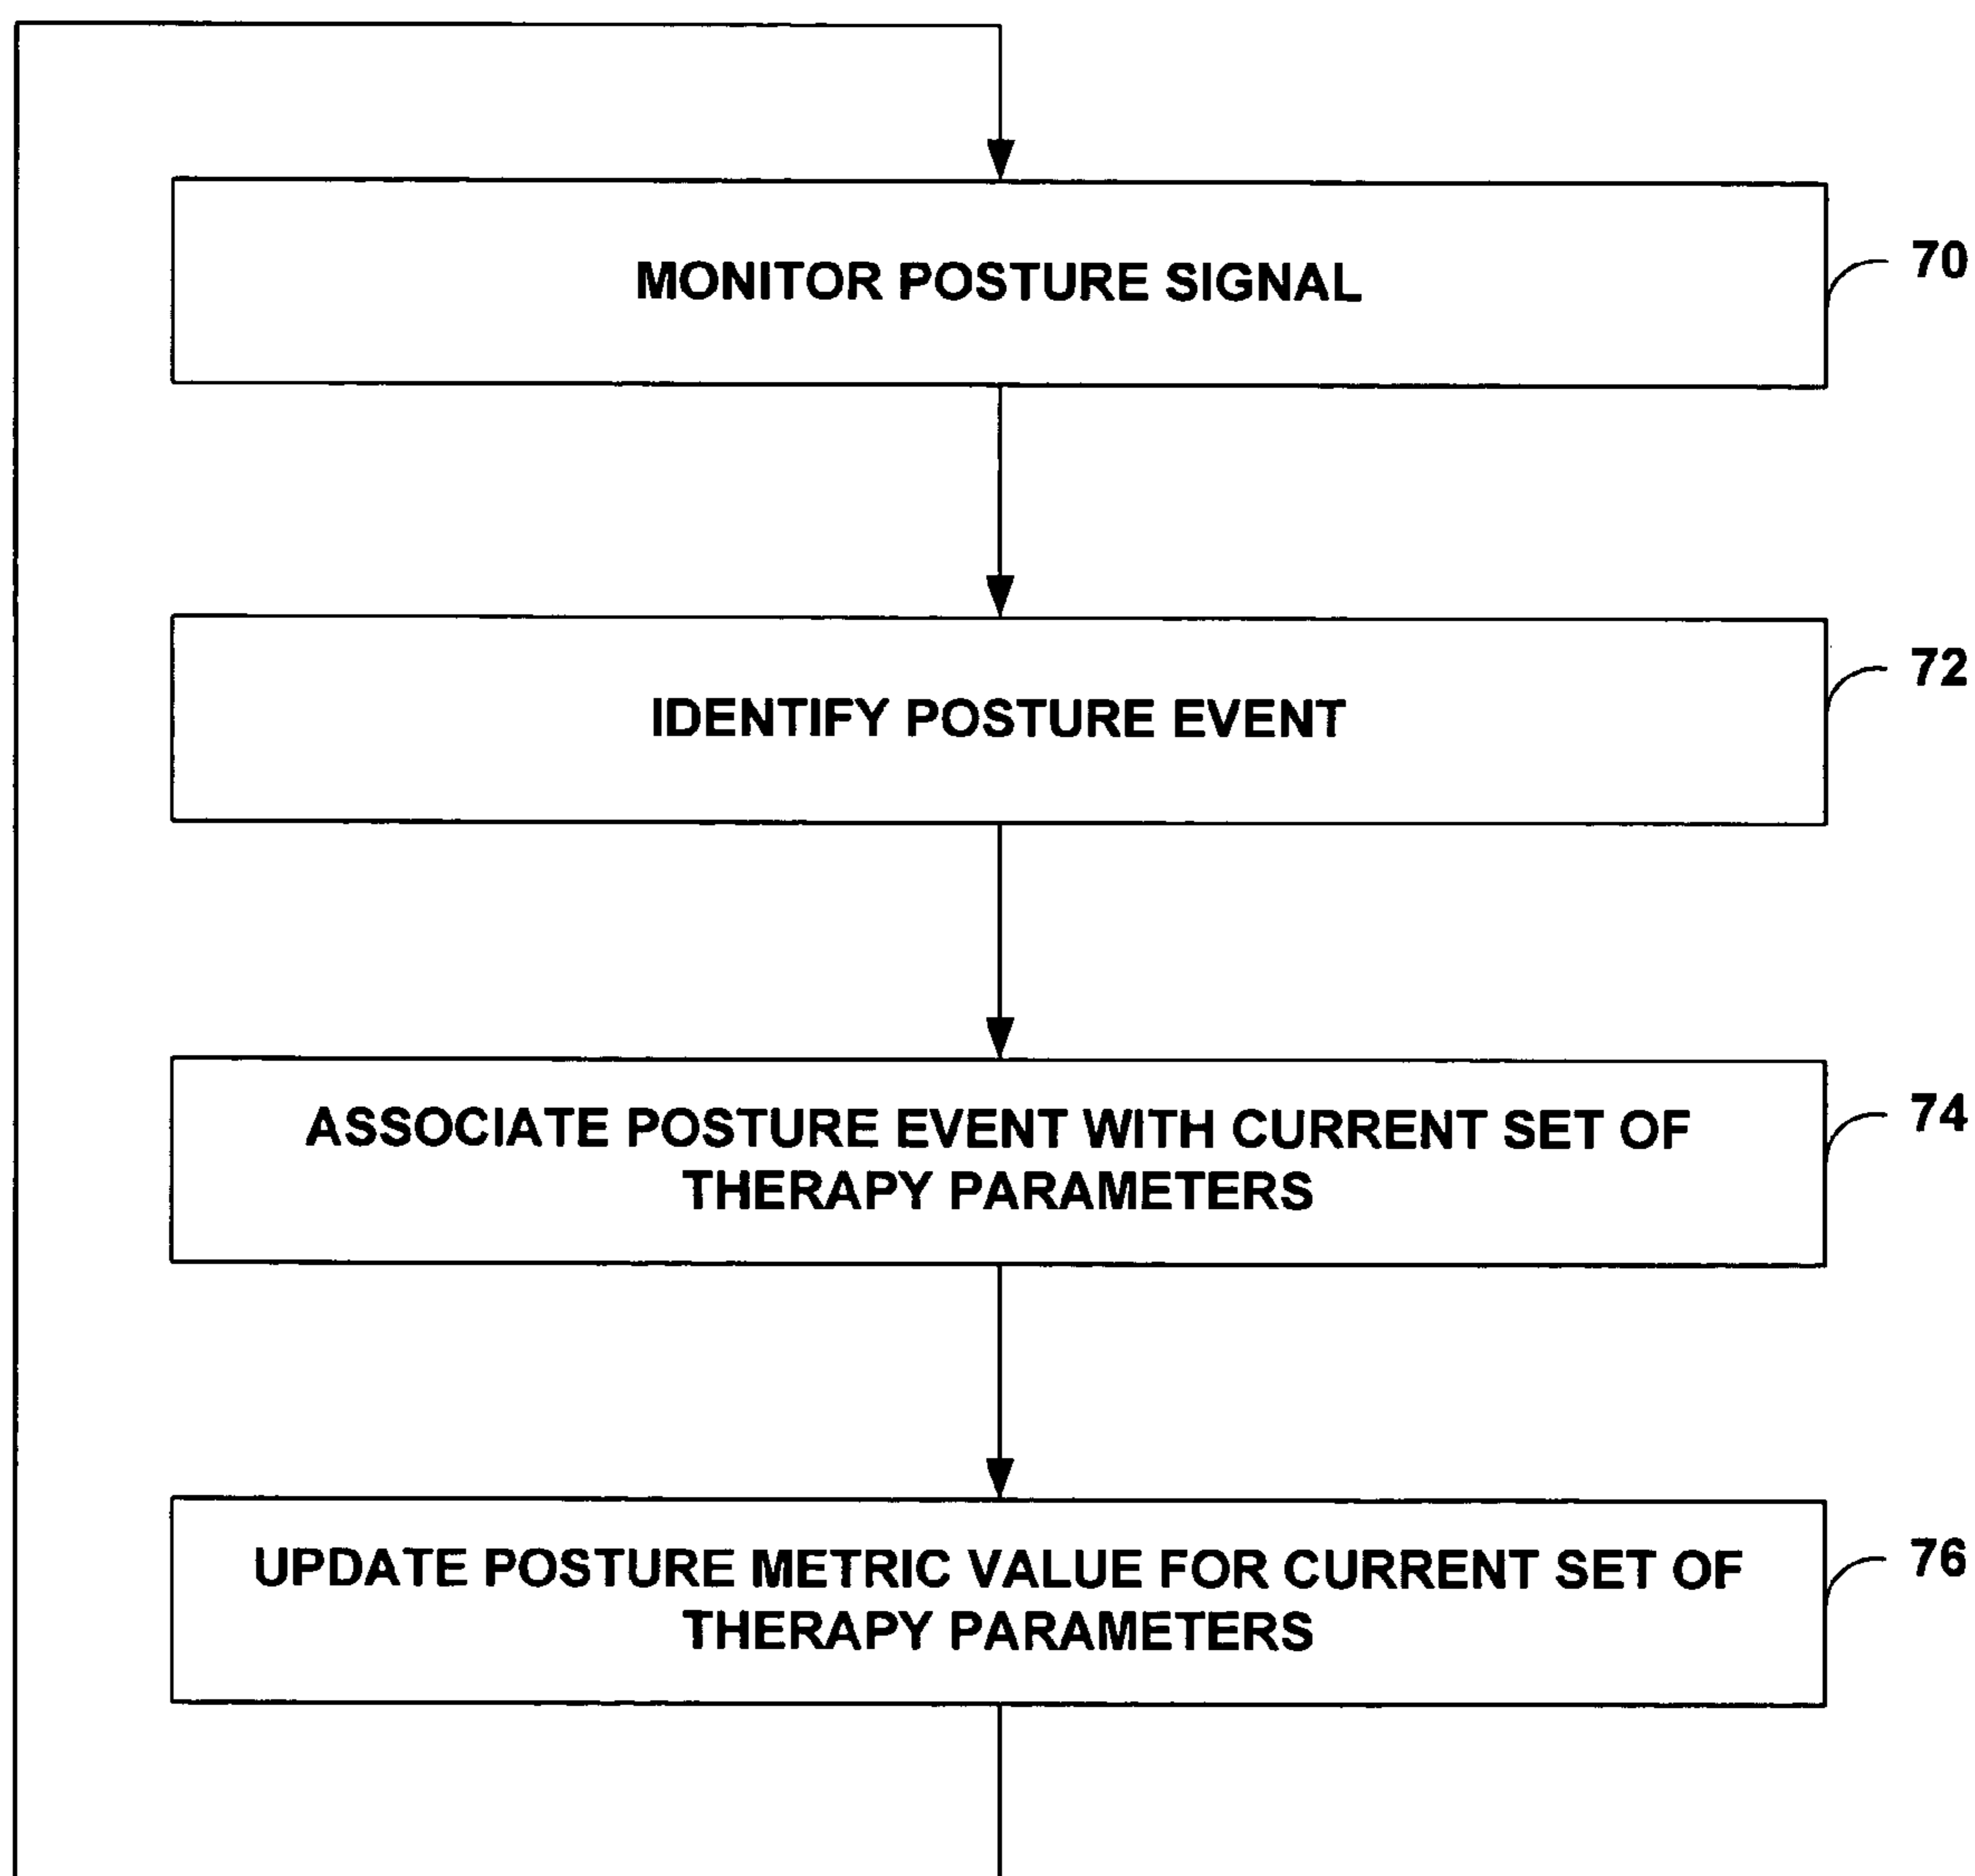 MONITOR POSTURE SIGNAL
70
IDENTIFY POSTURE EVENT
72
ASSOCIATE POSTURE EVENT WITH CURRENT SET OF
THERAPY PARAMETERS
74
UPDATE POSTURE METRIC VALUE FOR CURRENT SET OF
THERAPY PARAMETERS
76